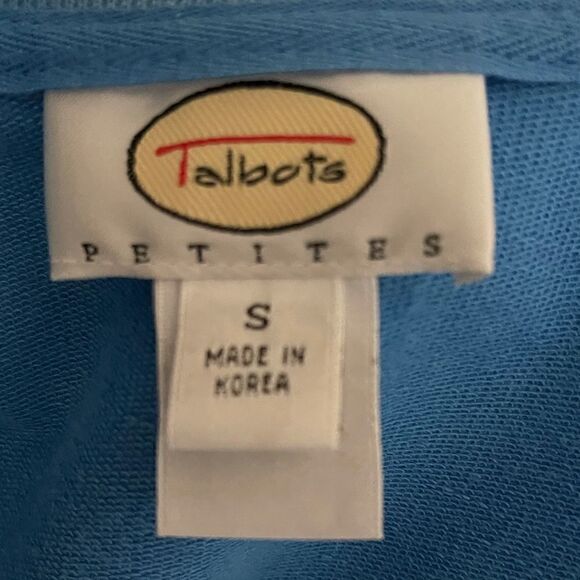 Talbots
PETITES
S
MADE IN
KOREA